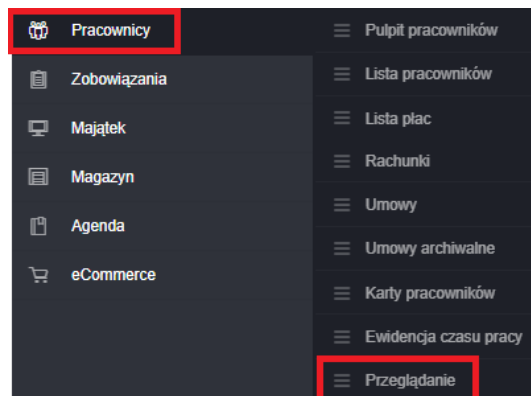 Pracownicy
Zobowiązania
Majątek
Magazyn
Agenda
eCommerce
Pulpit pracowników
Lista pracowników
Lista płac
Rachunki
Umowy
Umowy archiwalne
Karty pracowników
Ewidencja czasu pracy
Przeglądanie